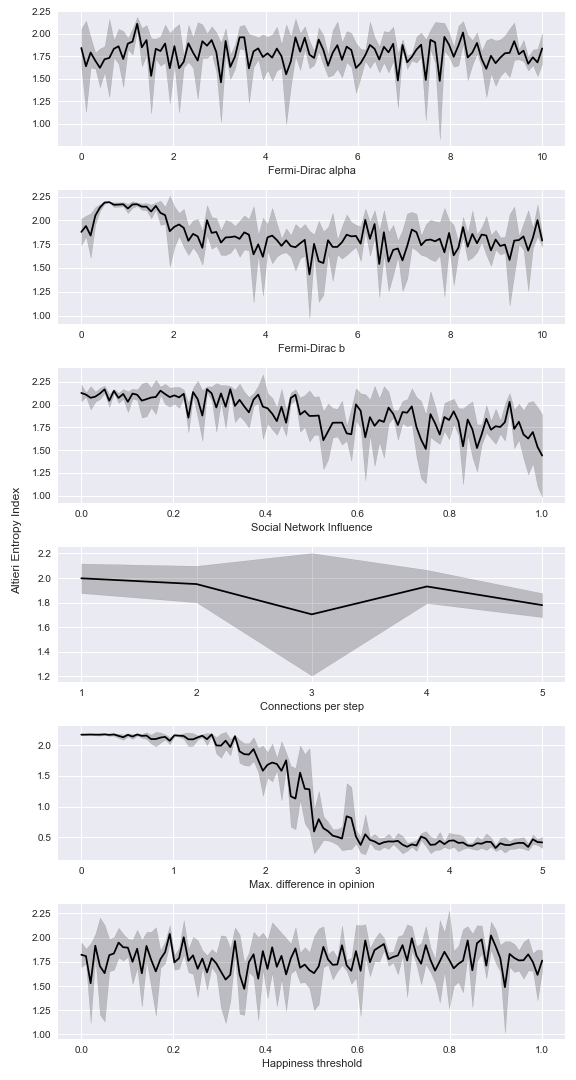 2.25
2.00
1.75
1.50
1.25
1.00
0 2 4 6 8 10
Fermi-Dirac alpha
2.25
2.00
1.75
1.50
1.25
1.00
0 2 4 6 8 10
Fermi-Dirac b
2.25
2.00
1.75
1.50
1.25
1.00
0.0 0.2 0.4 0.6 0.8 1.0
Social Network Influence
Altieri Entropy Index
2.2
2.0
1.8
1.6
1.4
1.2
1 2 3 4 5
Connections per step
2.0
1.5
1.0
0.5
0 1 2 3 4 5
Max. difference in opinion
2.25
2.00
1.75
1.50
1.25
1.00
0.0 0.2 0.4 0.6 0.8 1.0
Happiness threshold